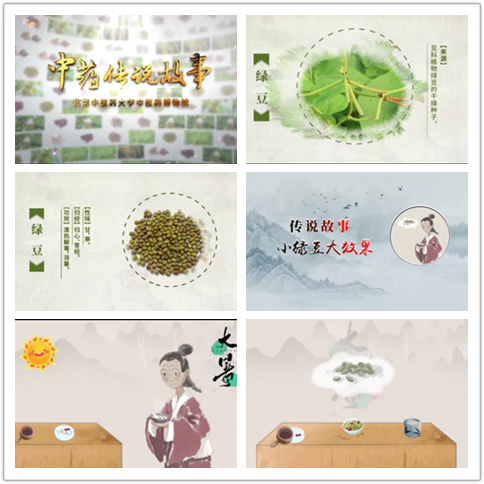 中药传说故事
北京中医药大学中医药博物馆
【来源】
豆科植物绿豆的干燥种子。
绿豆
【性味】甘,寒。
【归经】归心、胃经。
【功效】清热解毒,消暑。
绿豆
传说故事
小绿豆大效果
大暑